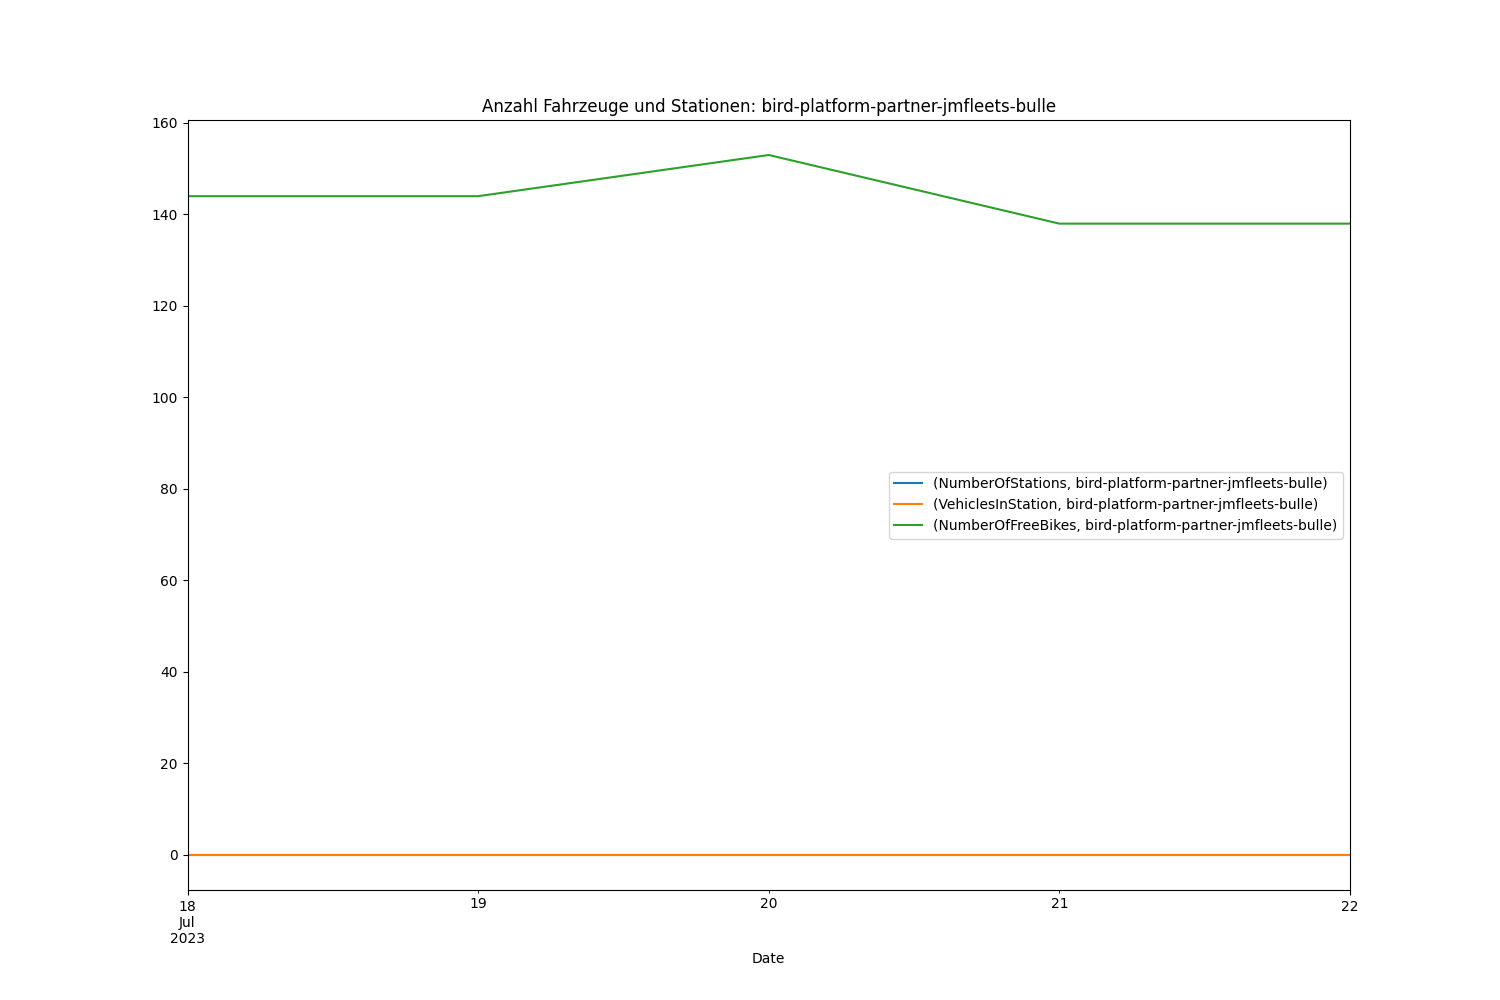 Anzahl Fahrzeuge und Stationen: bird-platform-partner-jmfleets-bulle
160
140
120
100
80
60
40
20
0
(NumberOfStations, bird-platform-partner-jmfleets-bulle)
(VehiclesInStation, bird-platform-partner-jmfleets-bulle)
(NumberOfFreeBikes, bird-platform-partner-jmfleets-bulle)
18 19 20 21 22
Jul
2023
Date